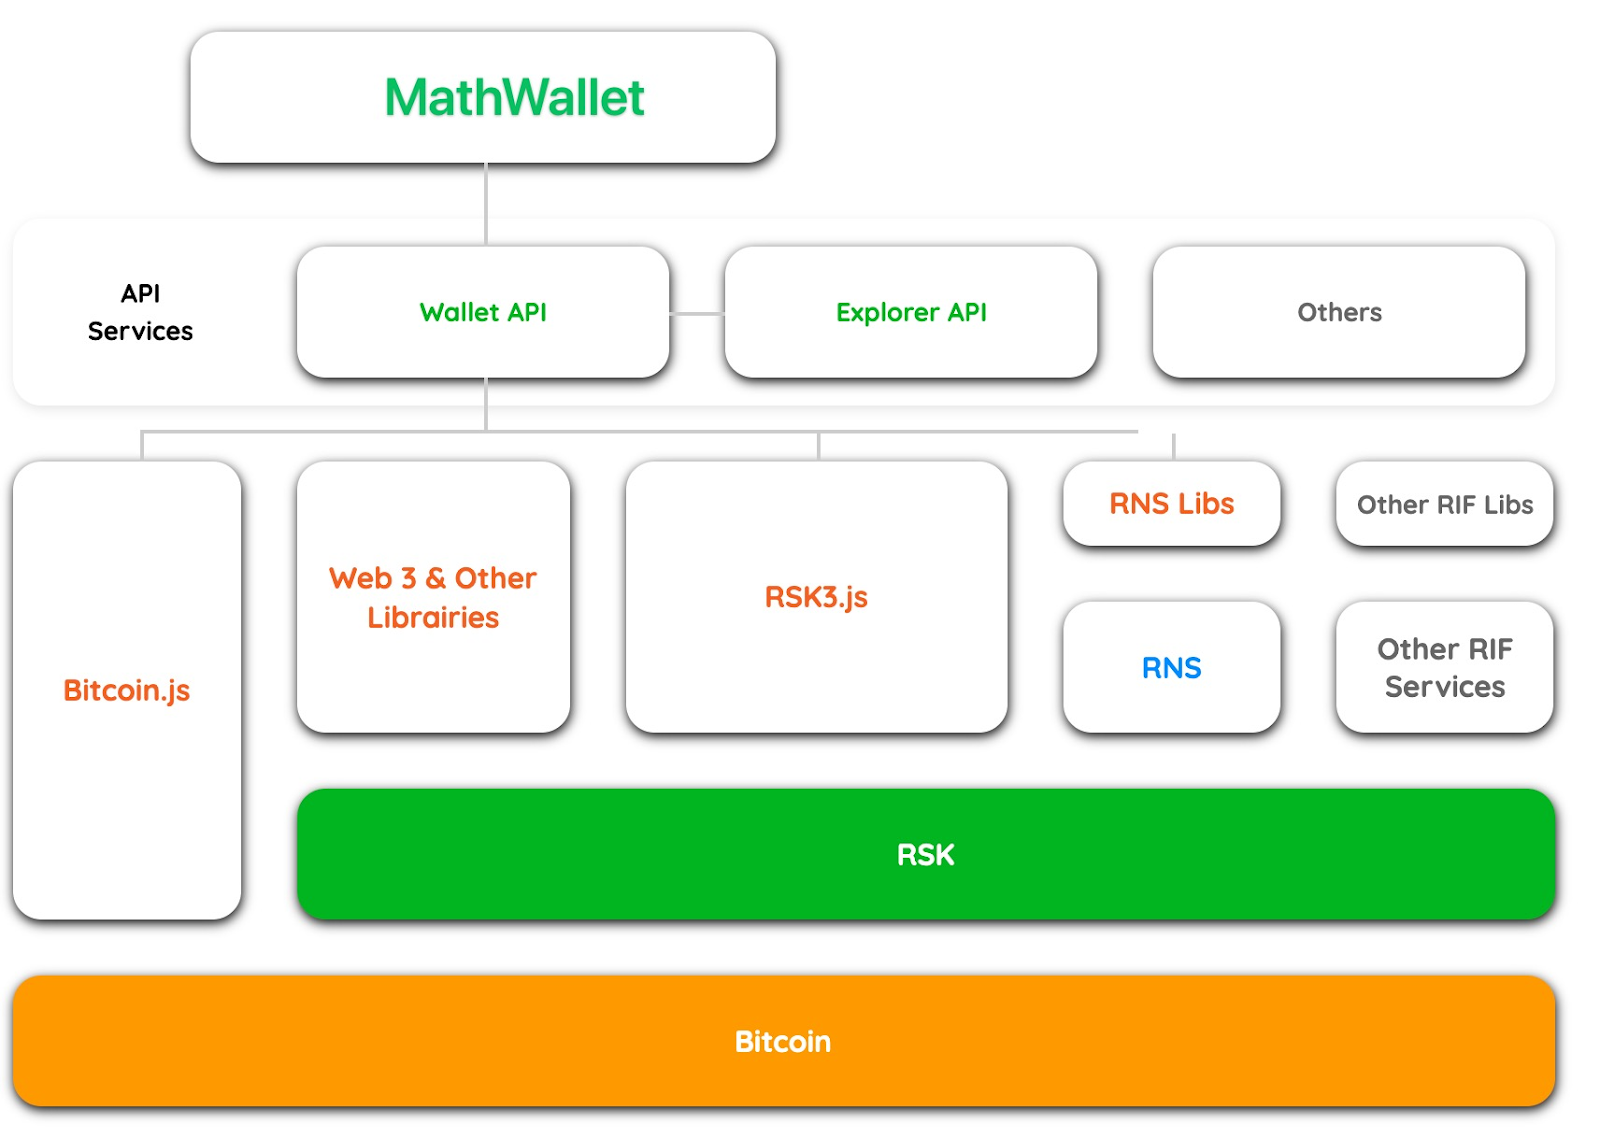 MathWallet
API
Services
Wallet API
Explorer API
Others
Bitcoin.js
Web 3 & Other
Librairies
RSK3.js
RNS Libs
Other RIF Libs
RNS
Other RIF
Services
RSK
Bitcoin